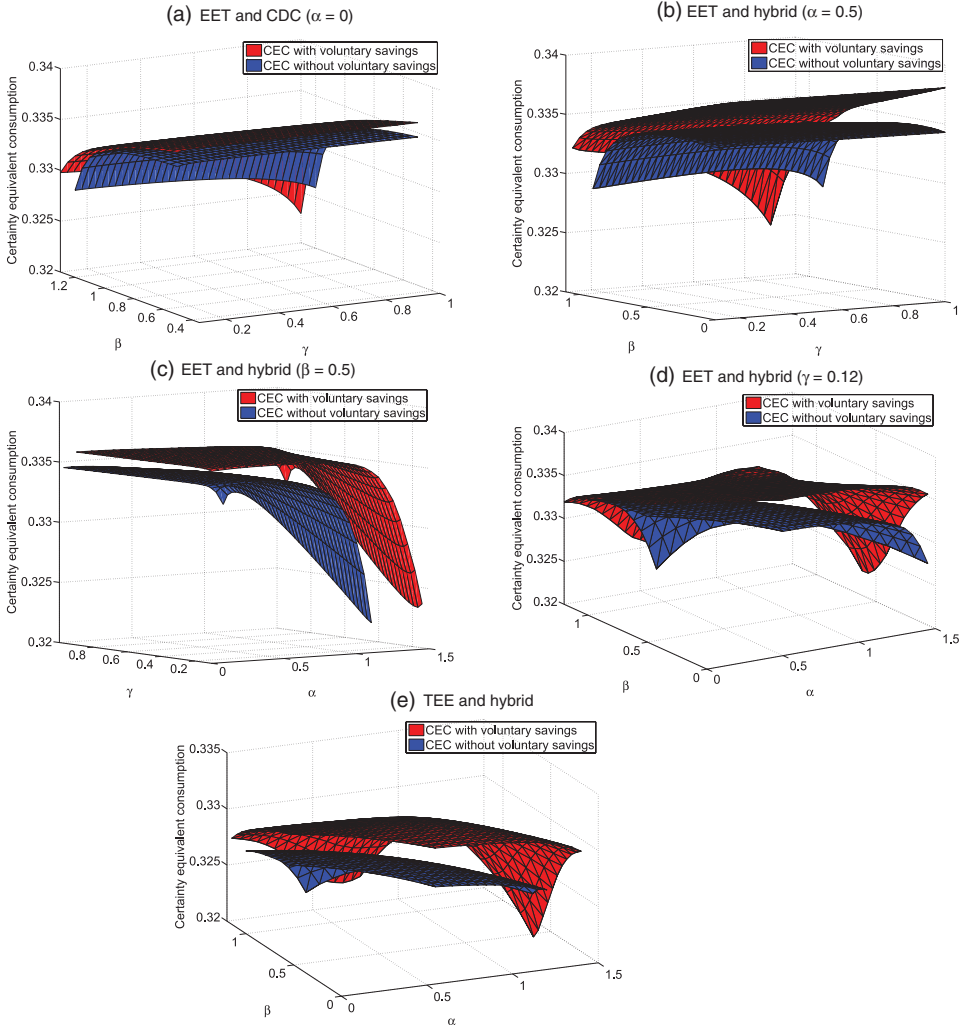 (a) EET and CDC (α = 0)
CEC with voluntary savings
CEC without voluntary savings
Certainty equivalent consumption
0.34
0.335
0.33
0.325
0.32
1.2
1
0.8
0.6
0.4
β
0.2
0.4
0.6
0.8
1
γ
(b) EET and hybrid (α = 0.5)
CEC with voluntary savings
CEC without voluntary savings
Certainty equivalent consumption
0.34
0.335
0.33
0.325
0.32
1
0.5
0
β
0.2
0.4
0.6
0.8
1
γ
(c) EET and hybrid (β = 0.5)
CEC with voluntary savings
CEC without voluntary savings
Certainty equivalent consumption
0.34
0.335
0.33
0.325
0.32
0.8
0.6
0.4
0.2
γ
0
0.5
1
1.5
α
(d) EET and hybrid (γ = 0.12)
CEC with voluntary savings
CEC without voluntary savings
Certainty equivalent consumption
0.34
0.335
0.33
0.325
0.32
1
0.5
0
β
0
0.5
1
1.5
α
(e) TEE and hybrid
CEC with voluntary savings
CEC without voluntary savings
Certainty equivalent consumption
0.335
0.33
0.325
0.32
1
0.5
0
β
0
0.5
1
1.5
α